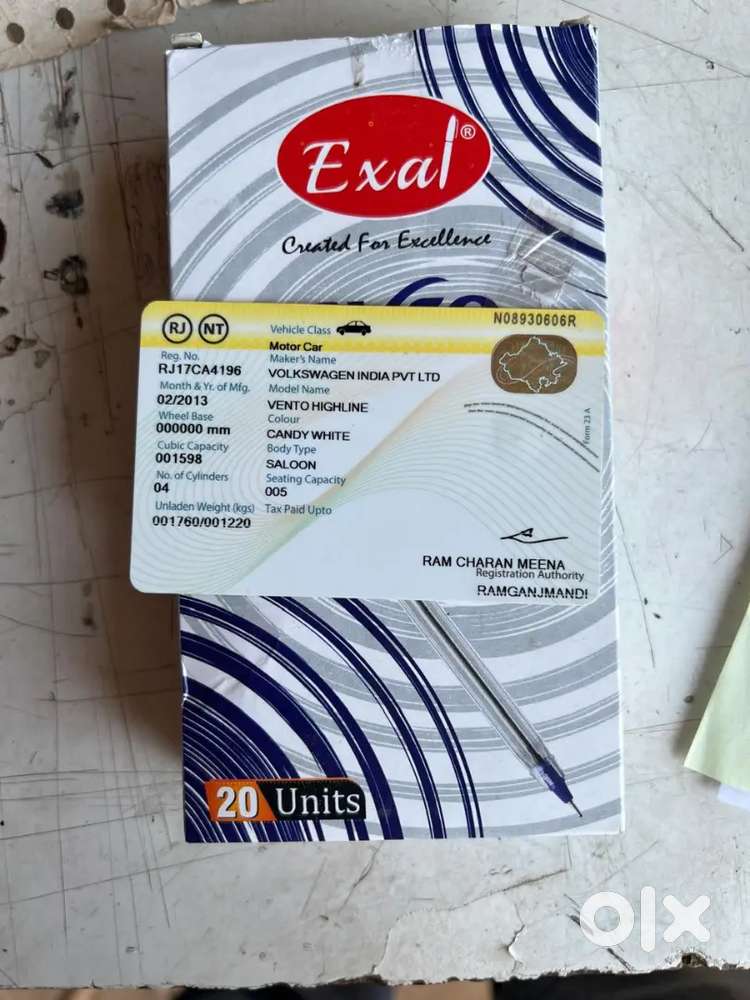 Exal®
Created For Excellence
RJ NT
Vehicle Class
N08930606R
Motor Car
Reg. No.
RJ17CA4196
Maker's Name
VOLKSWAGEN INDIA PVT LTD
Month & Yr. of Mfg.
02/2013
Model Name
VENTO HIGHLINE
Wheel Base
000000 mm
Colour
CANDY WHITE
Cubic Capacity
001598
Body Type
SALOON
No. of Cylinders
04
Seating Capacity
005
Unladen Weight (kgs)
001760/001220
Tax Paid Upto
Form 23 A
RAM CHARAN MEENA
Registration Authority
RAMGANJMANDI
20 Units
olx